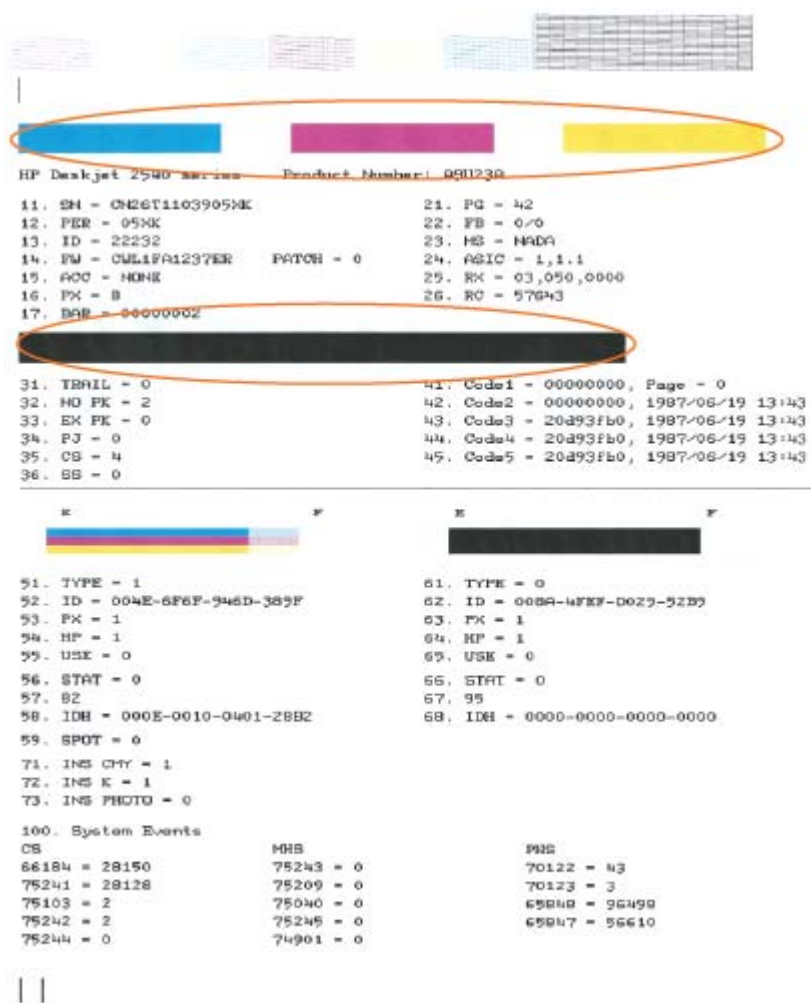 HP Deskjet 2540 series Product Number: A9U23A
11. SN = CN26T1103905XK 21. PG = 42
12. PER = 05XK 22. FB = 0/0
13. ID = 22232 23. MS = NADA
14. FW = CWL1FA1237ER PATCH = 0 24. ASIC = 1,1.1
15. ACC = NONE 25. RX = 03,050,0000
16. PX = B 26. RC = 57643
17. BAR = 00000002
31. TRAIL = 0 41. Code1 = 00000000, Page = 0
32. NO PK = 2 42. Code2 = 00000000, 1987/06/19 13:43
33. EX PK = 0 43. Code3 = 20d93fb0, 1987/06/19 13:43
34. PJ = 0 44. Code4 = 20d93fb0, 1987/06/19 13:43
35. CS = 4 45. Code5 = 20d93fb0, 1987/06/19 13:43
36. SS = 0
E F E F
51. TYPE = 1 61. TYPE = 0
52. ID = 004E-6F6F-946D-389F 62. ID =
53. PX = 1 63. PX = 1
54. HP = 1 64. HP = 1
55. USE = 0 65. USE = 0
56. STAT = 0 66. STAT = 0
57. 82 67. 95
58. IDH = 000E-0010-0401-28B2 68. IDH = 0000-0000-0000-0000
59. SPOT = 0
71. INS CMY = 1
72. INS K = 1
73. INS PHOTO = 0
100. System Events
CS MHS PHS
66184 = 28150 75243 = 0 70122 = 43
75241 = 28128 75209 = 0 70123 = 3
75103 = 2 75040 = 0 65848 = 96498
75242 = 2 75245 = 0 65847 = 56610
75244 = 0 74901 = 0